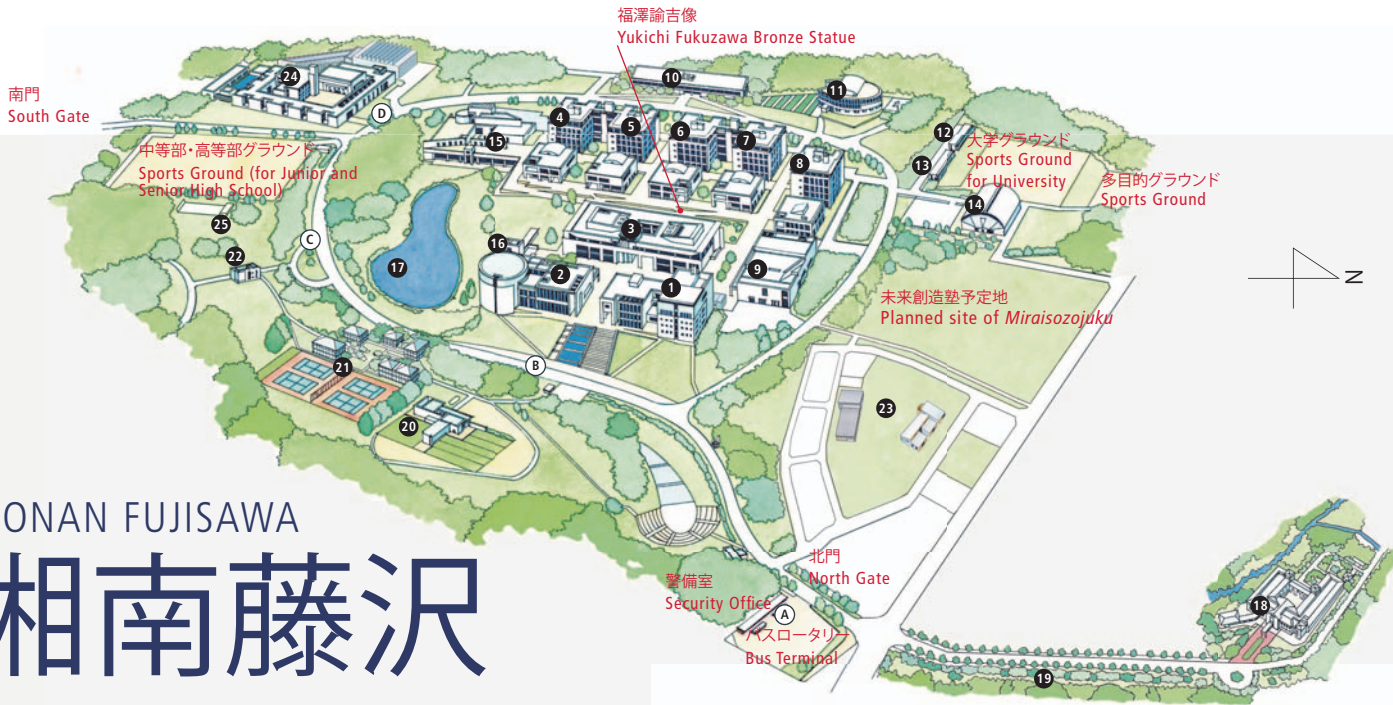 福澤諭吉像
Yukichi Fukuzawa Bronze Statue
南門
South Gate
24
10
11
D
4
5
6
7
8
15
12
13
14
大学グラウンド
Sports Ground
for University
多目的グラウンド
Sports Ground
中等部・高等部グラウンド
Sports Ground (for Junior and
Senior High School)
25
22
C
17
16
3
2
1
9
N
未来創造塾予定地
Planned site of Miraisozojuku
B
21
20
23
ONAN FUJISAWA
湘南藤沢
北門
North Gate
警備室
Security Office
A
バスロータリー
Bus Terminal
18
19